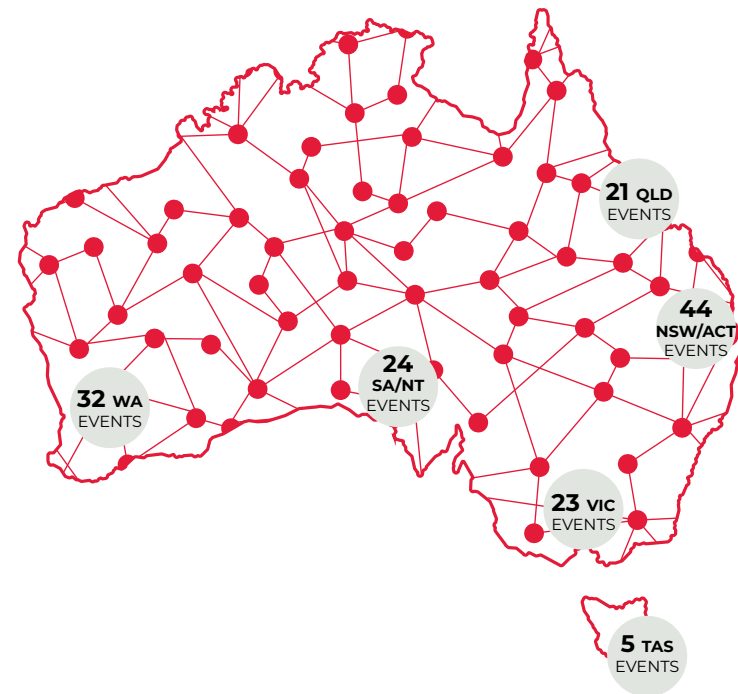 21 QLD
EVENTS
44
NSW/ACT
EVENTS
24
SA/NT
EVENTS
32 WA
EVENTS
23 VIC
EVENTS
5 TAS
EVENTS